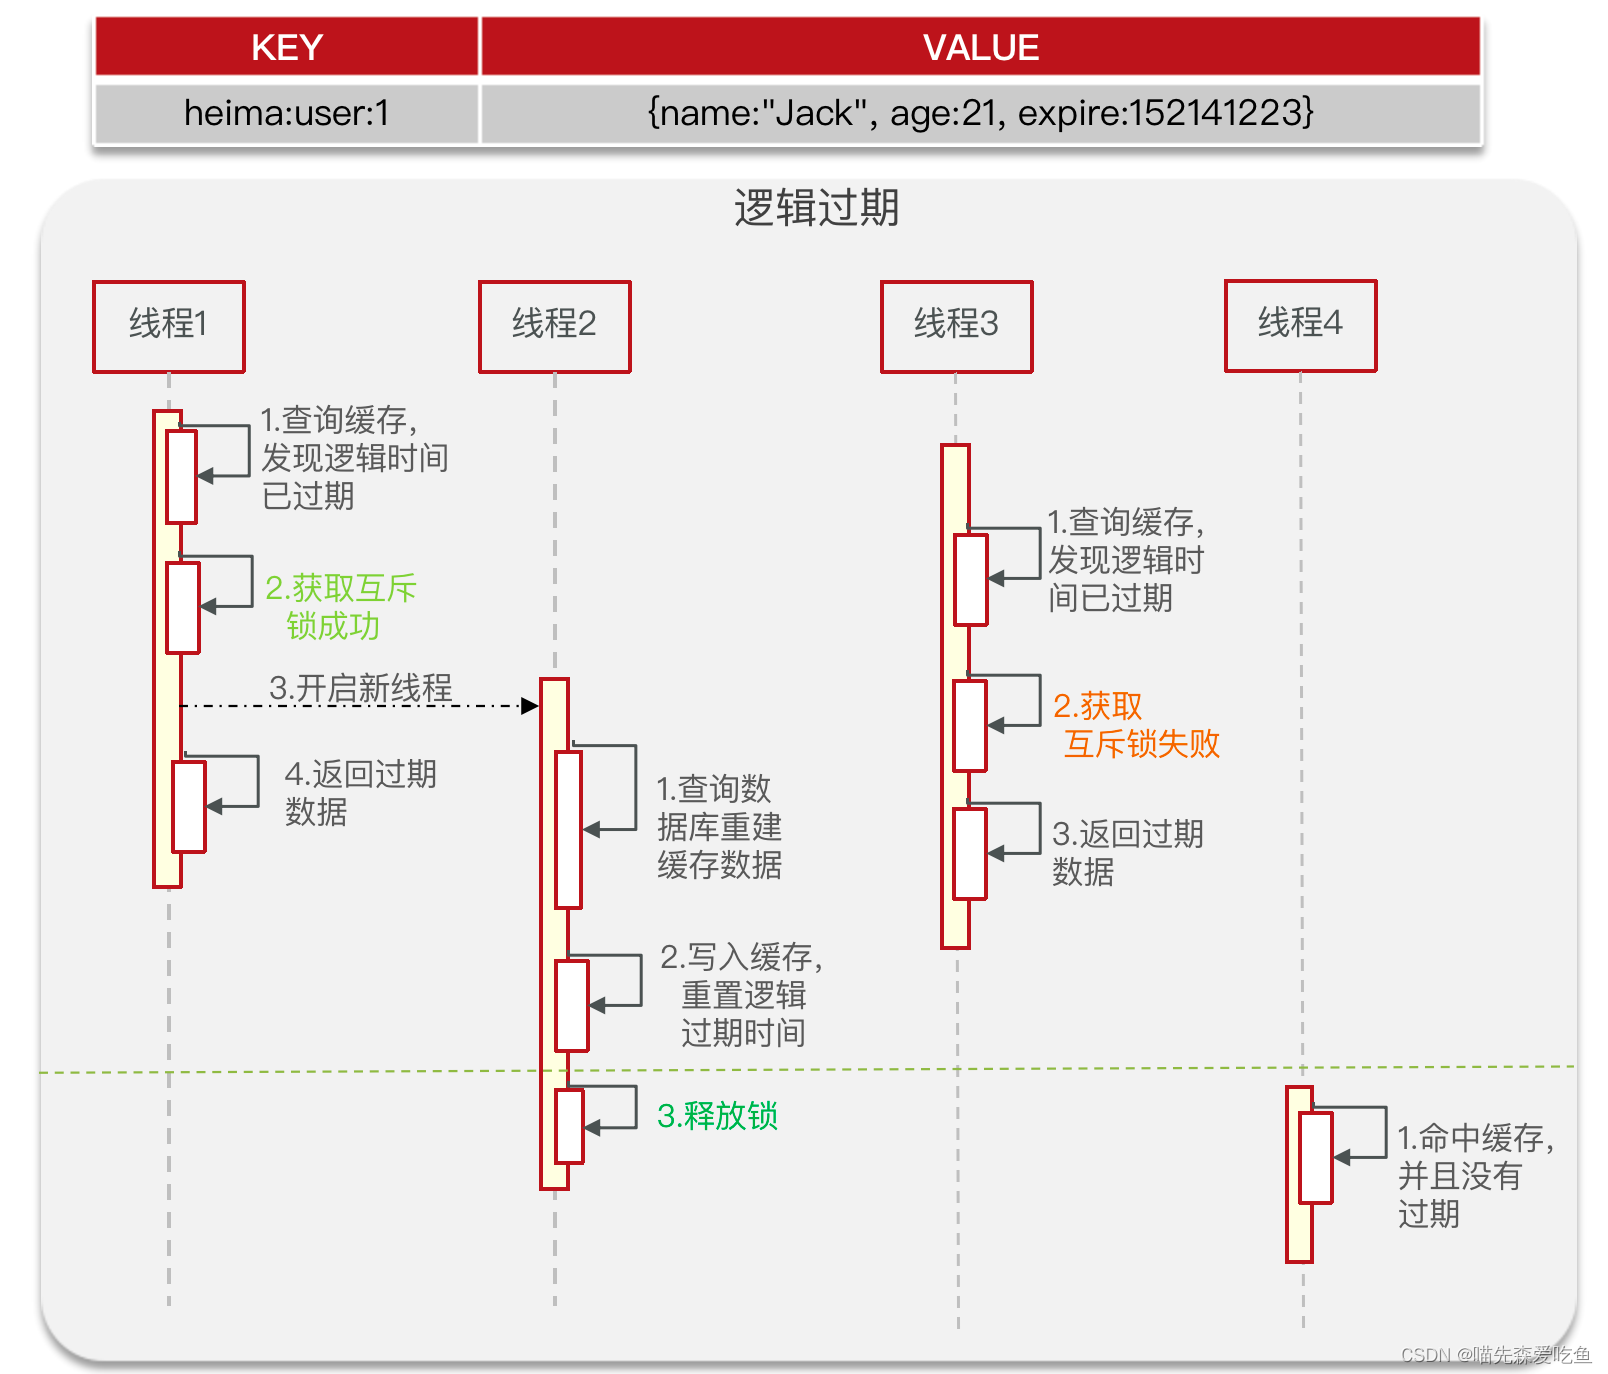 KEY VALUE
heima:user:1 {name:"Jack", age:21, expire:152141223}
逻辑过期
线程1 线程2 线程3 线程4
1.查询缓存,
发现逻辑时间
已过期
2.获取互斥
锁成功
3.开启新线程
4.返回过期
数据
1.查询数
据库重建
缓存数据
2.写入缓存,
重置逻辑
过期时间
3.释放锁
1.查询缓存,
发现逻辑时
间已过期
2.获取
互斥锁失败
3.返回过期
数据
1.命中缓存,
并且没有
过期
CSDN @喵先森爱吃鱼